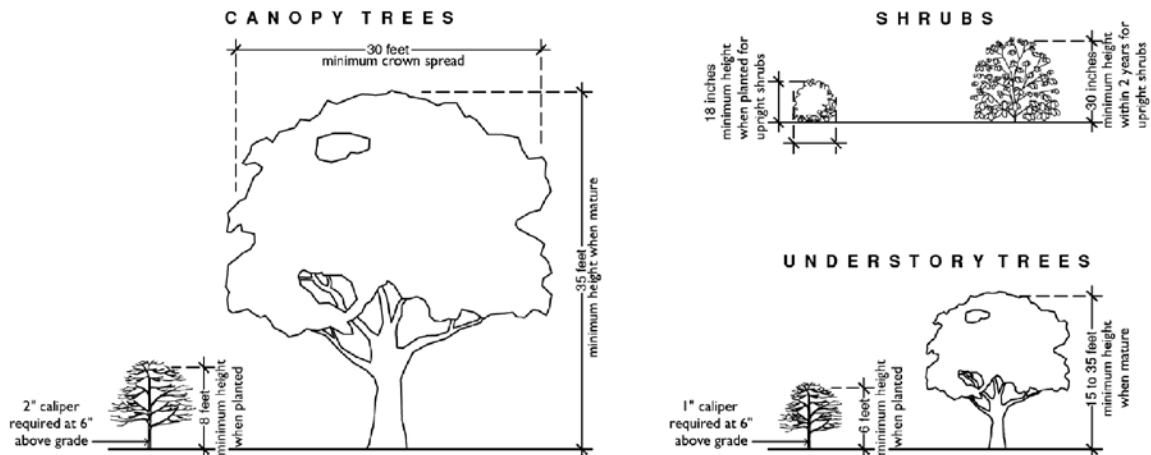 CANOPY TREES
30 feet
minimum crown spread
35 feet
minimum height when mature
2" caliper
required at 6"
above grade
8 feet
minimum height
when planted
SHRUBS
18 inches
minimum height
when planted for
upright shrubs
30 inches
minimum height
within 2 years for
upright shrubs
UNDERSTORY TREES
1" caliper
required at 6"
above grade
6 feet
minimum height
when planted
15 to 35 feet
minimum height
when mature